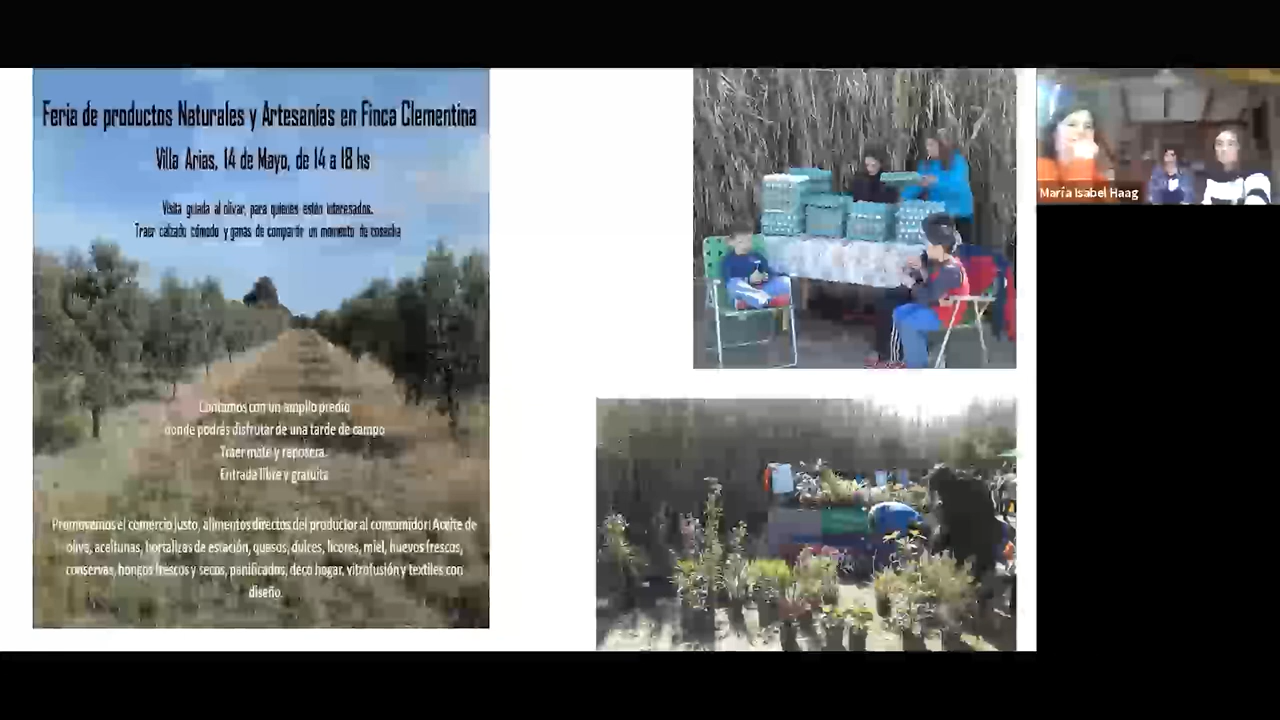 Feria de productos Naturales y Artesanías en Finca Clementina
Villa Arias, 14 de Mayo, de 14 a 18 hs
Visita guiada al olivar, para quienes estén interesados.
Traer calzado cómodo y ganas de compartir un momento de cosecha
Contamos con un amplio predio
donde podrás disfrutar de una tarde de campo
Traer mate y reposera.
Entrada libre y gratuita
Promovemos el comercio justo, alimentos directos del productor al consumidor: Aceite de
oliva, aceitunas, hortalizas de estación, quesos, dulces, licores, miel, huevos frescos,
conservas, hongos frescos y secos, panificados, deco hogar, vitrofusión y textiles con
diseño.
María Isabel Haag